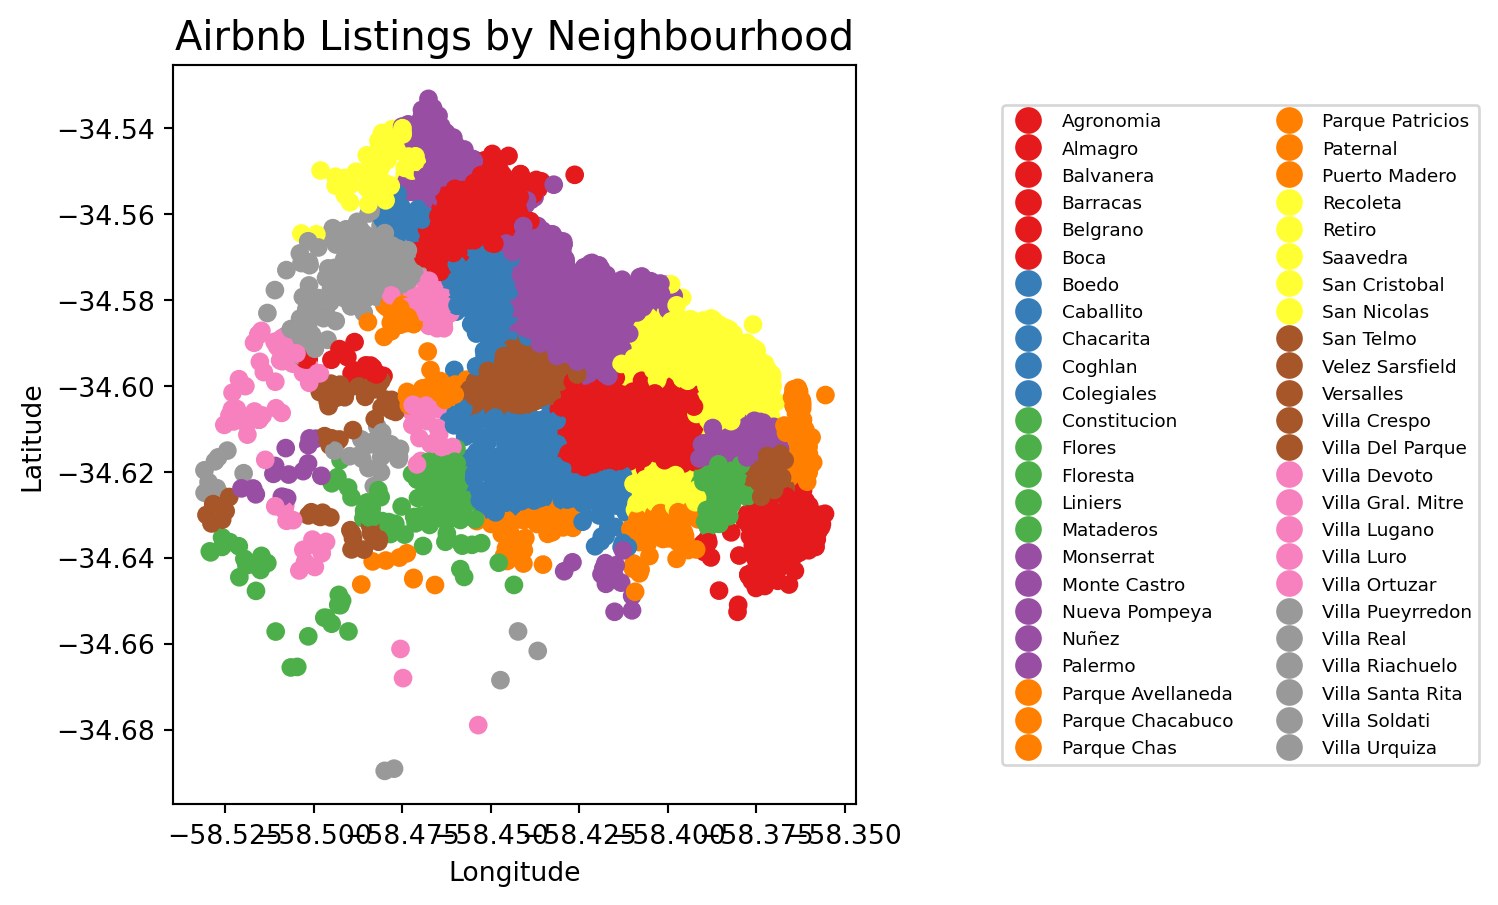 Airbnb Listings by Neighbourhood
Latitude
−34.54
−34.56
−34.58
−34.60
−34.62
−34.64
−34.66
−34.68
−58.525
−58.500
−58.475
−58.450
−58.425
−58.400
−58.375
−58.350
Longitude
Agronomia
Almagro
Balvanera
Barracas
Belgrano
Boca
Boedo
Caballito
Chacarita
Coghlan
Colegiales
Constitucion
Flores
Floresta
Liniers
Mataderos
Monserrat
Monte Castro
Nueva Pompeya
Nuñez
Palermo
Parque Avellaneda
Parque Chacabuco
Parque Chas
Parque Patricios
Paternal
Puerto Madero
Recoleta
Retiro
Saavedra
San Cristobal
San Nicolas
San Telmo
Velez Sarsfield
Versalles
Villa Crespo
Villa Del Parque
Villa Devoto
Villa Gral. Mitre
Villa Lugano
Villa Luro
Villa Ortuzar
Villa Pueyrredon
Villa Real
Villa Riachuelo
Villa Santa Rita
Villa Soldati
Villa Urquiza